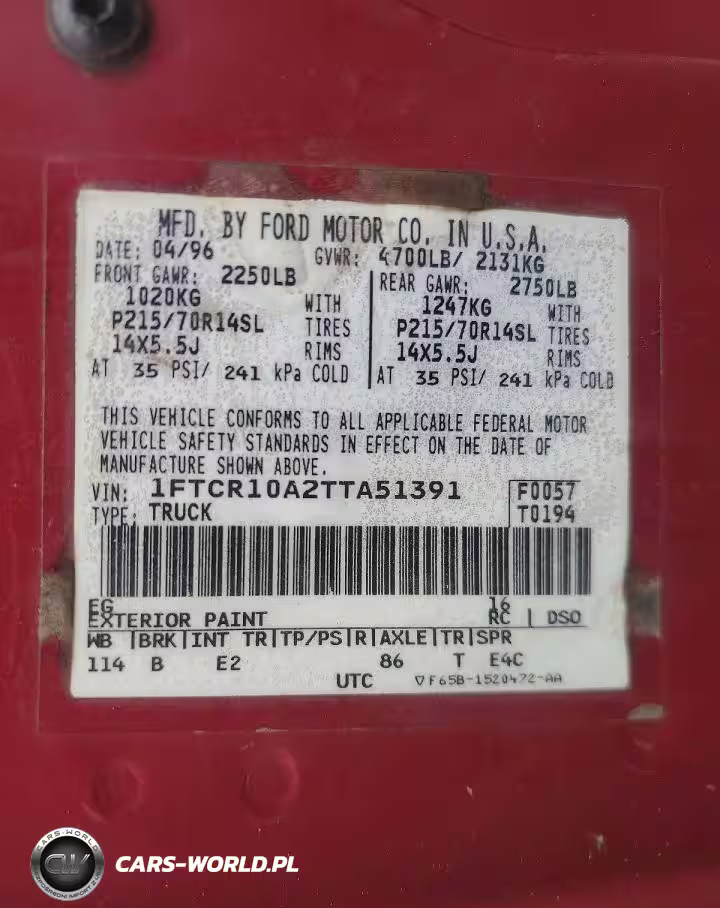 MFD. BY FORD MOTOR CO. IN U.S.A.
DATE: 04/96 GVWR: 4700LB/ 2131KG
FRONT GAWR: 2250LB REAR GAWR: 2750LB
1020KG WITH 1247KG WITH
P215/70R14SL TIRES P215/70R14SL TIRES
14X5.5J RIMS 14X5.5J RIMS
AT 35 PSI/ 241 kPa COLD AT 35 PSI/ 241 kPa COLD
THIS VEHICLE CONFORMS TO ALL APPLICABLE FEDERAL MOTOR
VEHICLE SAFETY STANDARDS IN EFFECT ON THE DATE OF
MANUFACTURE SHOWN ABOVE.
VIN: 1FTCR10A2TTA51391 F0057
TYPE: TRUCK T0194
EG 16
EXTERIOR PAINT RC | DSO
WB |BRK|INT TR|TP/PS|R|AXLE|TR|SPR
114 B E2 86 T E4C
UTC ▽F65B-1520472-AA
CARS-WORLD
CW
CARS-WORLD.PL